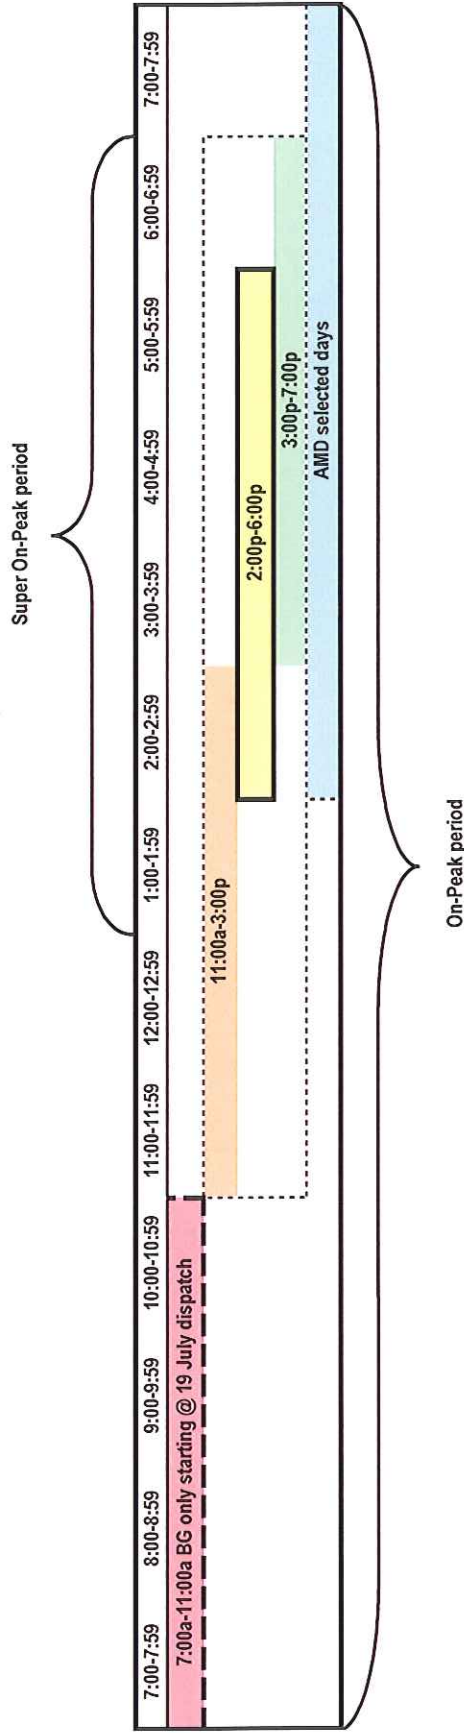 Super On-Peak period
7:00-7:59
8:00-8:59
9:00-9:59
10:00-10:59
11:00-11:59
12:00-12:59
1:00-1:59
2:00-2:59
3:00-3:59
4:00-4:59
5:00-5:59
6:00-6:59
7:00-7:59
7:00a-11:00a BG only starting @ 19 July dispatch
11:00a-3:00p
2:00p-6:00p
3:00p-7:00p
AMD selected days
On-Peak period